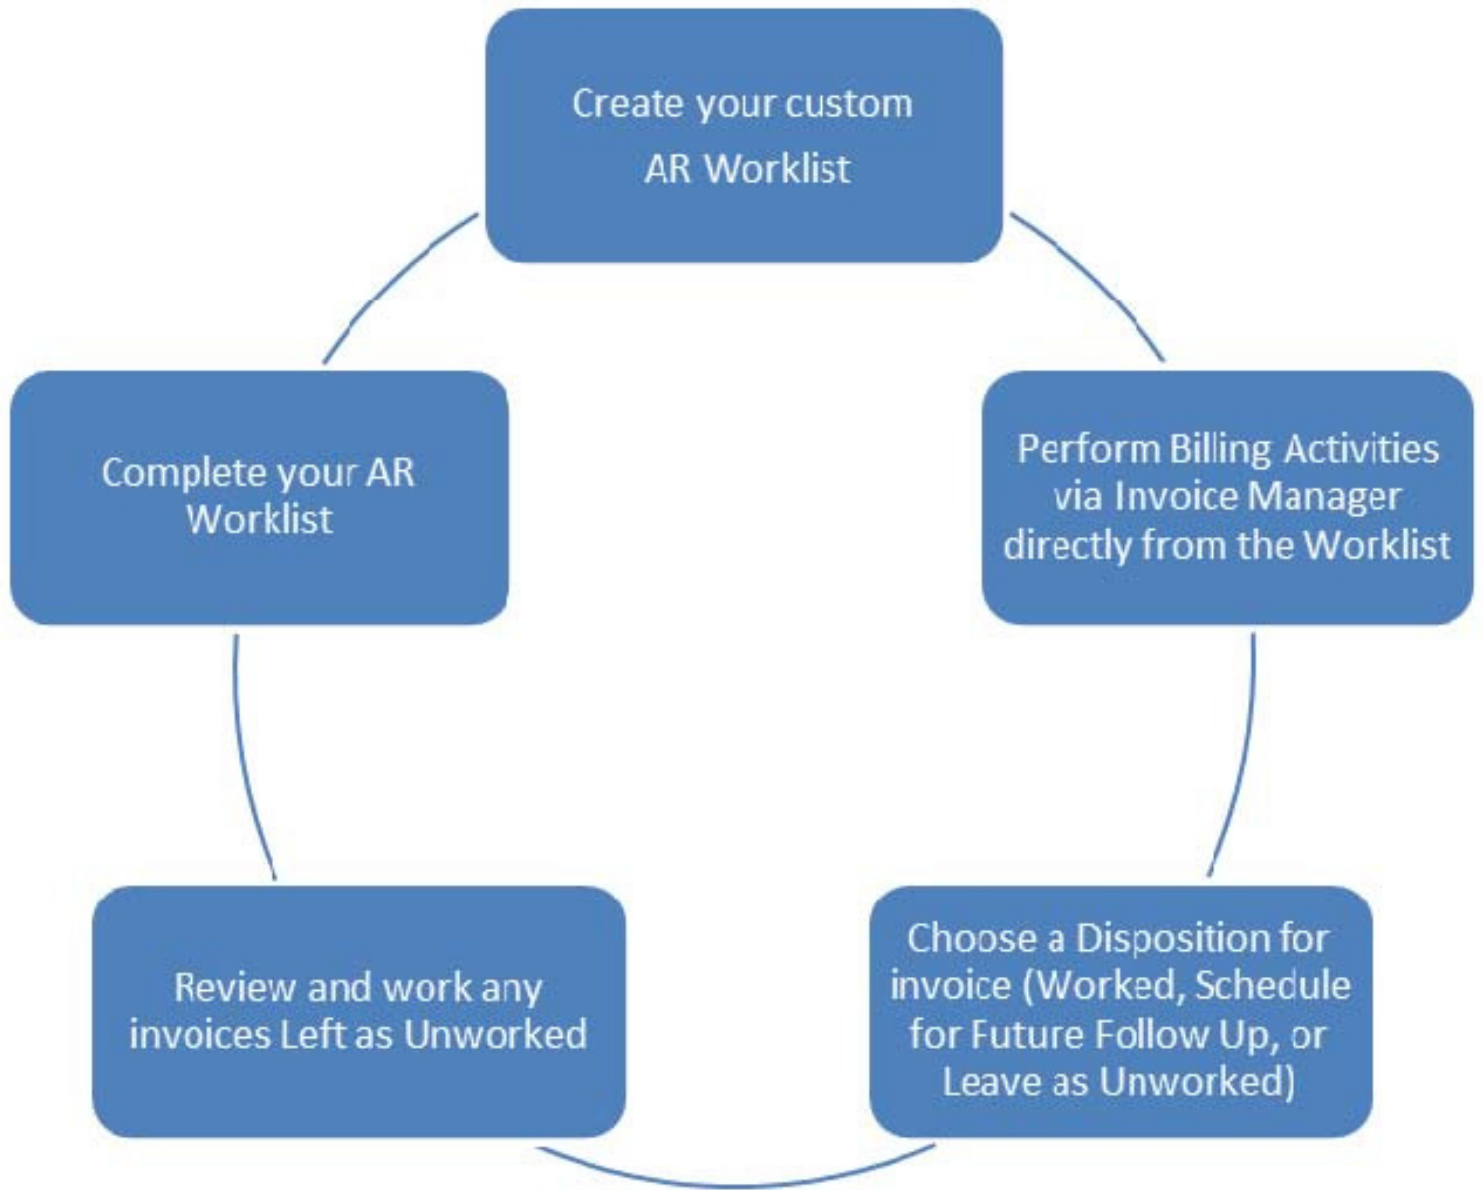 Create your custom
AR Worklist
Perform Billing Activities
via Invoice Manager
directly from the Worklist
Choose a Disposition for
invoice (Worked, Schedule
for Future Follow Up, or
Leave as Unworked)
Review and work any
invoices Left as Unworked
Complete your AR
Worklist